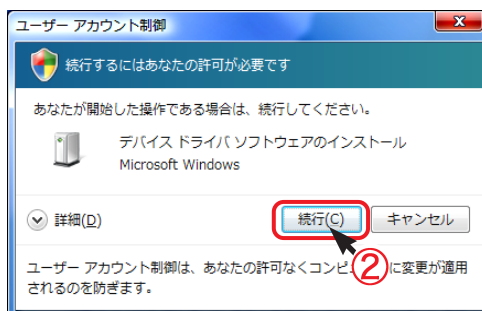 ユーザー アカウント制御
続行するにはあなたの許可が必要です
あなたが開始した操作である場合は、続行してください。
デバイス ドライバ ソフトウェアのインストール
Microsoft Windows
詳細(D)
続行(C)
キャンセル
②
ユーザー アカウント制御は、あなたの許可なくコンピ に変更が適用
されるのを防ぎます。